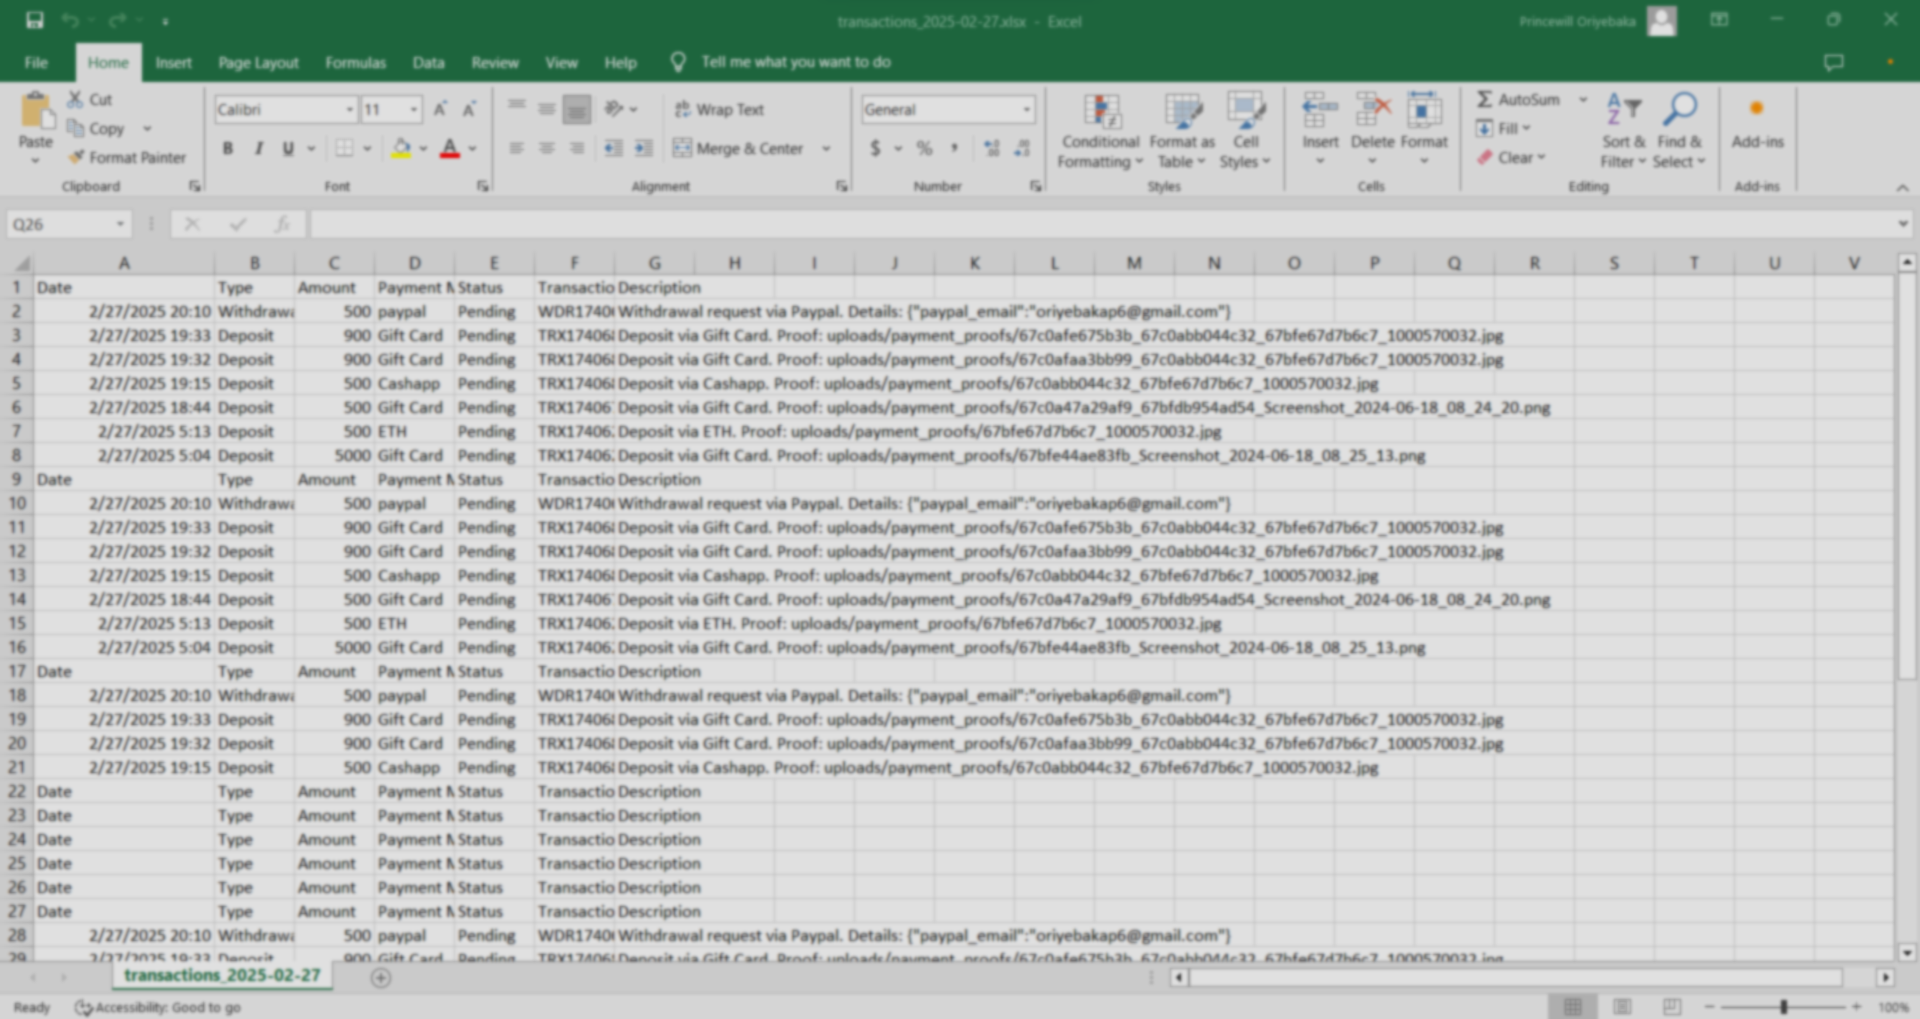 transactions_2025-02-27.xlsx - Excel
Princewill Oriyebaka
File Home Insert Page Layout Formulas Data Review View Help Tell me what you want to do
Paste
Cut
Copy
Format Painter
Clipboard
Calibri 11
B I U
Font
Wrap Text
Merge & Center
Alignment
General
$ % ,
Number
Conditional Formatting
Format as Table
Cell Styles
Styles
Insert Delete Format
Cells
AutoSum
Fill
Clear
Sort & Filter
Find & Select
Editing
Add-ins
Add-ins
Q26
A B C D E F G H I J K L M N O P Q R S T U V
1 Date Type Amount Payment M Status Transactio Description
2 2/27/2025 20:10 Withdrawa 500 paypal Pending WDR1740 Withdrawal request via Paypal. Details: {"paypal_email":"oriyebakap6@gmail.com"}
3 2/27/2025 19:33 Deposit 900 Gift Card Pending TRX17406 Deposit via Gift Card. Proof: uploads/payment_proofs/67c0afe675b3b_67c0abb044c32_67bfe67d7b6c7_1000570032.jpg
4 2/27/2025 19:32 Deposit 900 Gift Card Pending TRX17406 Deposit via Gift Card. Proof: uploads/payment_proofs/67c0afaa3bb99_67c0abb044c32_67bfe67d7b6c7_1000570032.jpg
5 2/27/2025 19:15 Deposit 500 Cashapp Pending TRX17406 Deposit via Cashapp. Proof: uploads/payment_proofs/67c0abb044c32_67bfe67d7b6c7_1000570032.jpg
6 2/27/2025 18:44 Deposit 500 Gift Card Pending TRX17406 Deposit via Gift Card. Proof: uploads/payment_proofs/67c0a47a29af9_67bfdb954ad54_Screenshot_2024-06-18_08_24_20.png
7 2/27/2025 5:13 Deposit 500 ETH Pending TRX17406 Deposit via ETH. Proof: uploads/payment_proofs/67bfe67d7b6c7_1000570032.jpg
8 2/27/2025 5:04 Deposit 5000 Gift Card Pending TRX17406 Deposit via Gift Card. Proof: uploads/payment_proofs/67bfe44ae83fb_Screenshot_2024-06-18_08_25_13.png
9 Date Type Amount Payment M Status Transactio Description
10 2/27/2025 20:10 Withdrawa 500 paypal Pending WDR1740 Withdrawal request via Paypal. Details: {"paypal_email":"oriyebakap6@gmail.com"}
11 2/27/2025 19:33 Deposit 900 Gift Card Pending TRX17406 Deposit via Gift Card. Proof: uploads/payment_proofs/67c0afe675b3b_67c0abb044c32_67bfe67d7b6c7_1000570032.jpg
12 2/27/2025 19:32 Deposit 900 Gift Card Pending TRX17406 Deposit via Gift Card. Proof: uploads/payment_proofs/67c0afaa3bb99_67c0abb044c32_67bfe67d7b6c7_1000570032.jpg
13 2/27/2025 19:15 Deposit 500 Cashapp Pending TRX17406 Deposit via Cashapp. Proof: uploads/payment_proofs/67c0abb044c32_67bfe67d7b6c7_1000570032.jpg
14 2/27/2025 18:44 Deposit 500 Gift Card Pending TRX17406 Deposit via Gift Card. Proof: uploads/payment_proofs/67c0a47a29af9_67bfdb954ad54_Screenshot_2024-06-18_08_24_20.png
15 2/27/2025 5:13 Deposit 500 ETH Pending TRX17406 Deposit via ETH. Proof: uploads/payment_proofs/67bfe67d7b6c7_1000570032.jpg
16 2/27/2025 5:04 Deposit 5000 Gift Card Pending TRX17406 Deposit via Gift Card. Proof: uploads/payment_proofs/67bfe44ae83fb_Screenshot_2024-06-18_08_25_13.png
17 Date Type Amount Payment M Status Transactio Description
18 2/27/2025 20:10 Withdrawa 500 paypal Pending WDR1740 Withdrawal request via Paypal. Details: {"paypal_email":"oriyebakap6@gmail.com"}
19 2/27/2025 19:33 Deposit 900 Gift Card Pending TRX17406 Deposit via Gift Card. Proof: uploads/payment_proofs/67c0afe675b3b_67c0abb044c32_67bfe67d7b6c7_1000570032.jpg
20 2/27/2025 19:32 Deposit 900 Gift Card Pending TRX17406 Deposit via Gift Card. Proof: uploads/payment_proofs/67c0afaa3bb99_67c0abb044c32_67bfe67d7b6c7_1000570032.jpg
21 2/27/2025 19:15 Deposit 500 Cashapp Pending TRX17406 Deposit via Cashapp. Proof: uploads/payment_proofs/67c0abb044c32_67bfe67d7b6c7_1000570032.jpg
22 Date Type Amount Payment M Status Transactio Description
23 Date Type Amount Payment M Status Transactio Description
24 Date Type Amount Payment M Status Transactio Description
25 Date Type Amount Payment M Status Transactio Description
26 Date Type Amount Payment M Status Transactio Description
27 Date Type Amount Payment M Status Transactio Description
28 2/27/2025 20:10 Withdrawa 500 paypal Pending WDR1740 Withdrawal request via Paypal. Details: {"paypal_email":"oriyebakap6@gmail.com"}
29 2/27/2025 19:33 Deposit 900 Gift Card Pending TRX17406 Deposit via Gift Card. Proof: uploads/payment_proofs/67c0afe675b3b_67c0abb044c32_67bfe67d7b6c7_1000570032.jpg
transactions_2025-02-27
Ready Accessibility: Good to go 100%